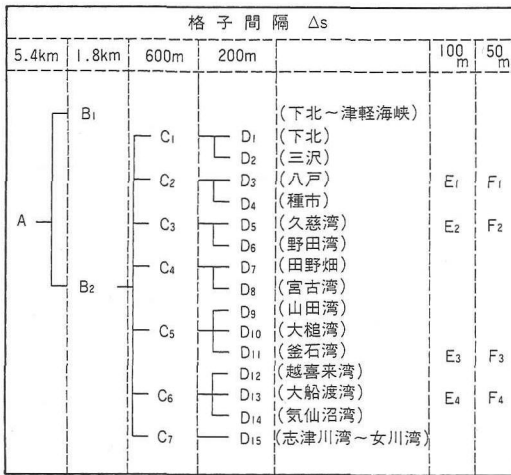 格子間隔 Δs
5.4km 1.8km 600m 200m 100m 50m
B1 (下北〜津軽海峡)
C1 D1 (下北)
D2 (三沢)
C2 D3 (八戸) E1 F1
D4 (種市)
A C3 D5 (久慈湾) E2 F2
D6 (野田湾)
C4 D7 (田野畑)
B2 D8 (宮古湾)
D9 (山田湾)
C5 D10 (大槌湾)
D11 (釜石湾) E3 F3
D12 (越喜来湾)
C6 D13 (大船渡湾) E4 F4
D14 (気仙沼湾)
C7 D15 (志津川湾〜女川湾)